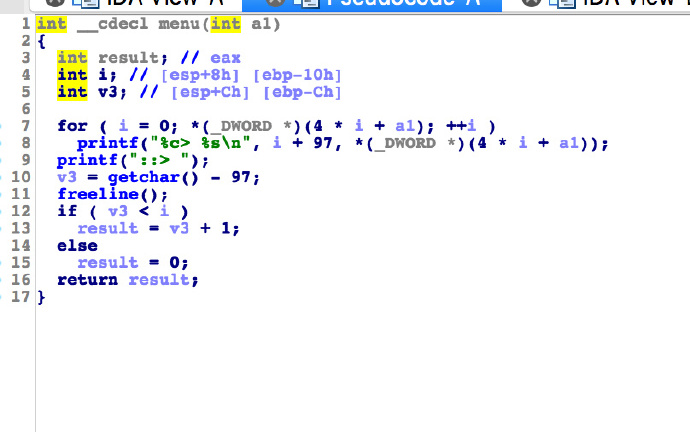 IDA View-A Pseudocode-A IDA View-
1 int __cdecl menu(int a1)
2 {
3 int result; // eax
4 int i; // [esp+8h] [ebp-10h]
5 int v3; // [esp+Ch] [ebp-Ch]
6
7 for ( i = 0; *(_DWORD *)(4 * i + a1); ++i )
8 printf("%c> %s\n", i + 97, *(_DWORD *)(4 * i + a1));
9 printf("::> ");
10 v3 = getchar() - 97;
11 freeline();
12 if ( v3 < i )
13 result = v3 + 1;
14 else
15 result = 0;
16 return result;
17 }